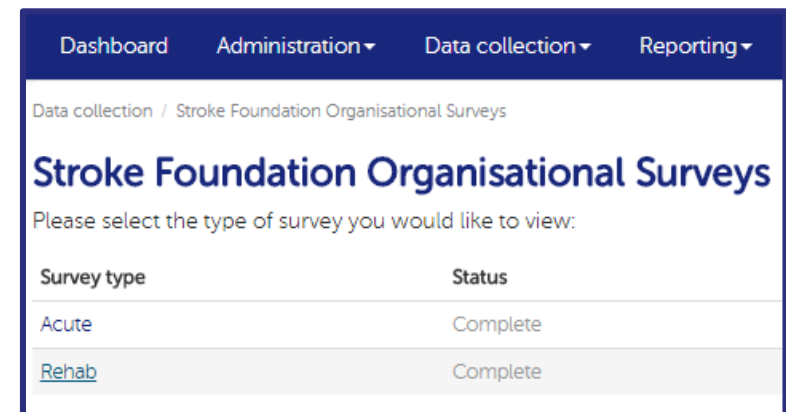 Dashboard Administration Data collection Reporting
Data collection / Stroke Foundation Organisational Surveys
Stroke Foundation Organisational Surveys
Please select the type of survey you would like to view:
Survey type Status
Acute Complete
Rehab Complete